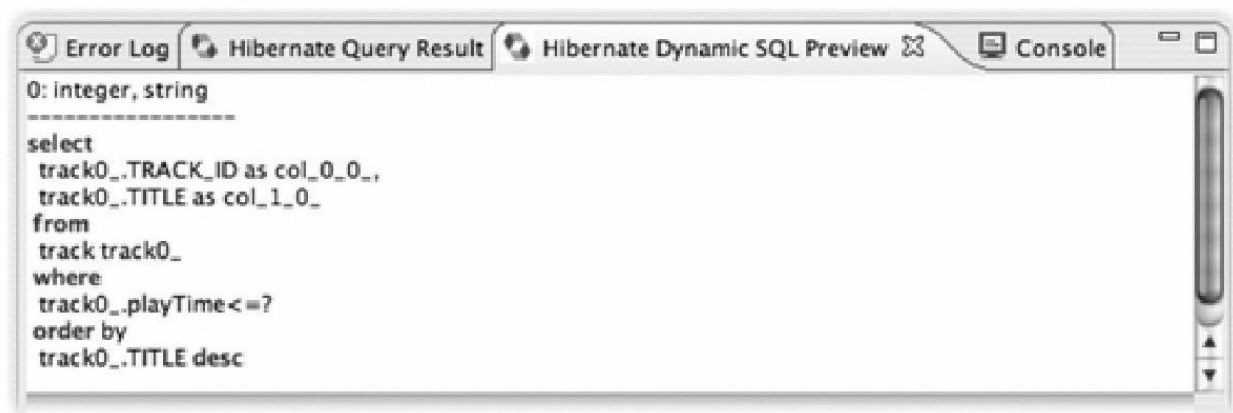 Error Log Hibernate Query Result Hibernate Dynamic SQL Preview Console
0: integer, string
-----------------
select
track0_.TRACK_ID as col_0_0_,
track0_.TITLE as col_1_0_
from
track track0_
where
track0_.playTime<=?
order by
track0_.TITLE desc